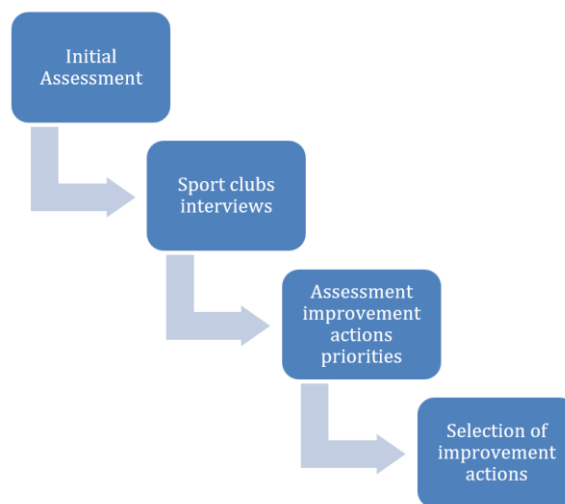 Initial
Assessment
Sport clubs
interviews
Assessment
improvement
actions
priorities
Selection of
improvement
actions